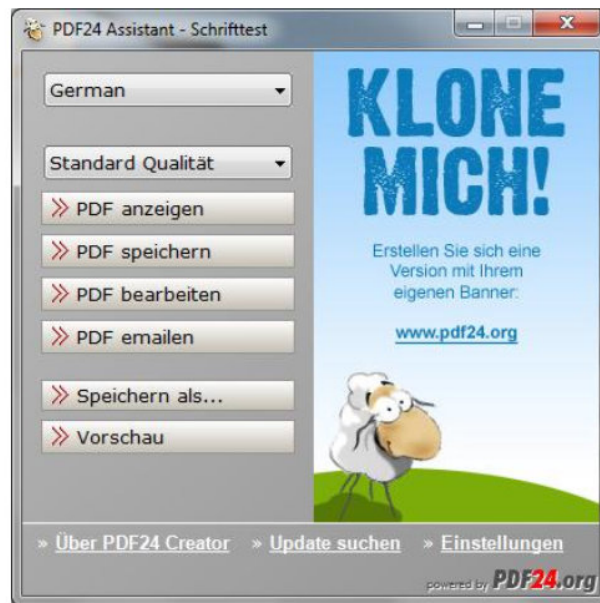 PDF24 Assistant - Schrifttest
German
Standard Qualität
>> PDF anzeigen
>> PDF speichern
>> PDF bearbeiten
>> PDF emailen
>> Speichern als...
>> Vorschau
KLONE
MICH!
Erstellen Sie sich eine
Version mit Ihrem
eigenen Banner:
www.pdf24.org
» Über PDF24 Creator » Update suchen » Einstellungen
powered by PDF24.org